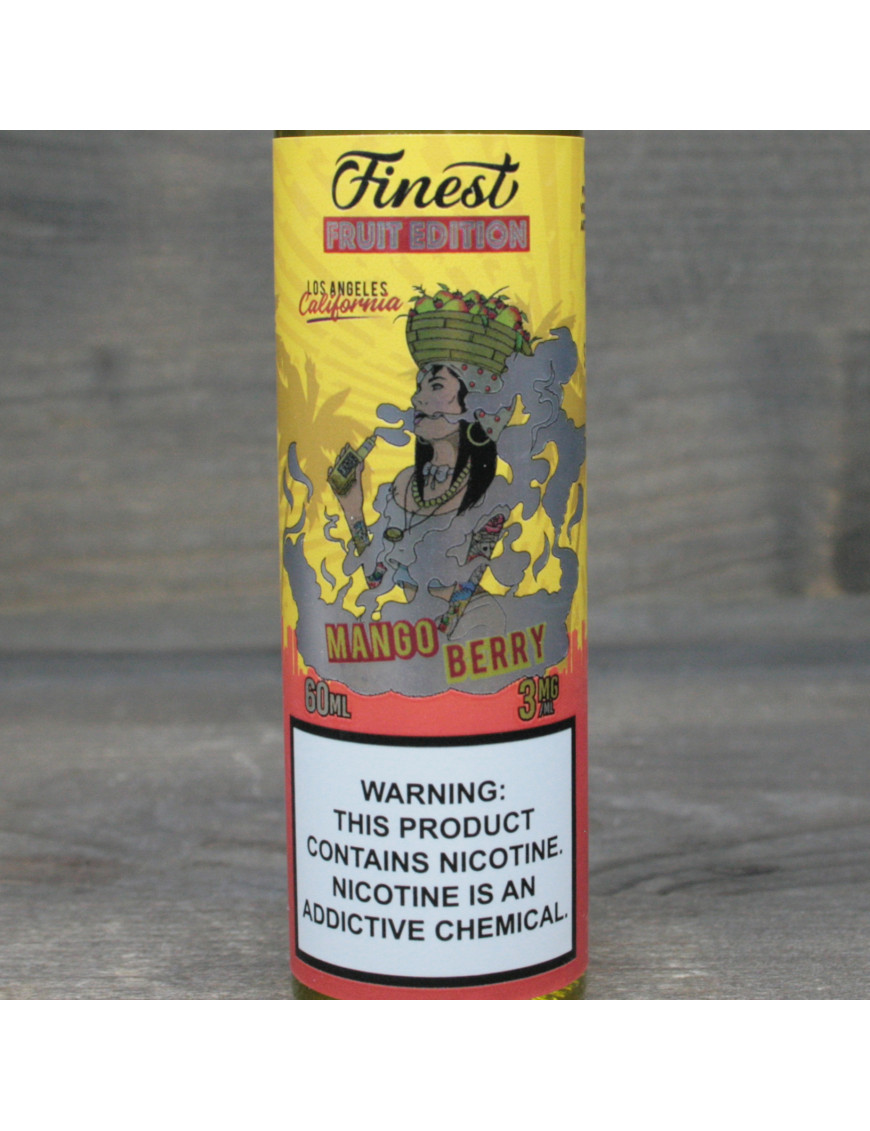 Finest
FRUIT EDITION
LOS ANGELES
California
MANGO
BERRY
60ML
3MG/ML
WARNING:
THIS PRODUCT
CONTAINS NICOTINE.
NICOTINE IS AN
ADDICTIVE CHEMICAL.